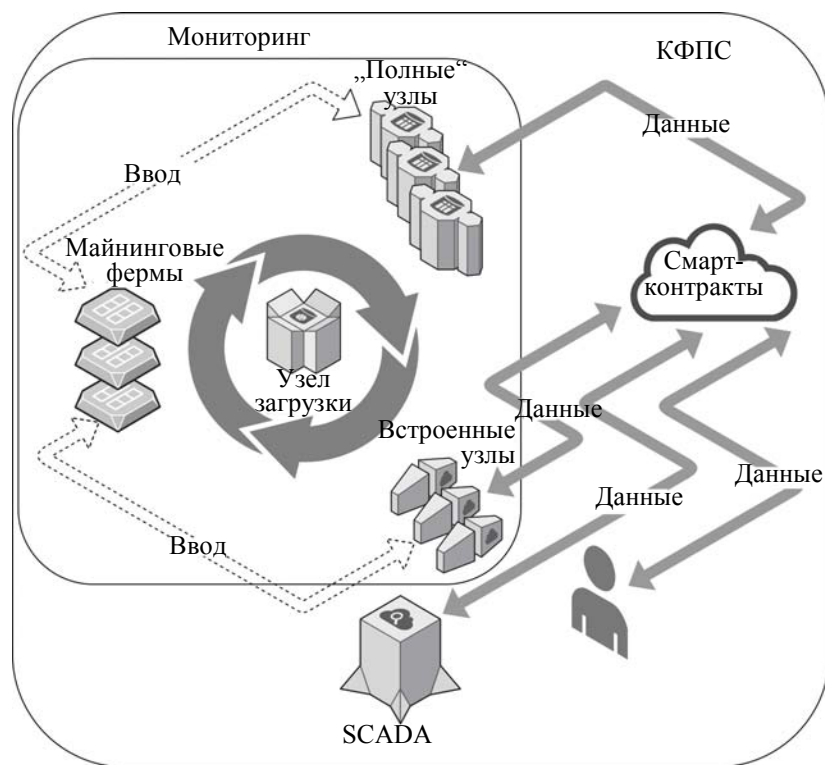 Мониторинг
КФПС
„Полные“
узлы
Данные
Ввод
Майнинговые
фермы
Смарт-
контракты
Узел
загрузки
Встроенные
узлы
Данные
Данные
Данные
Ввод
SCADA